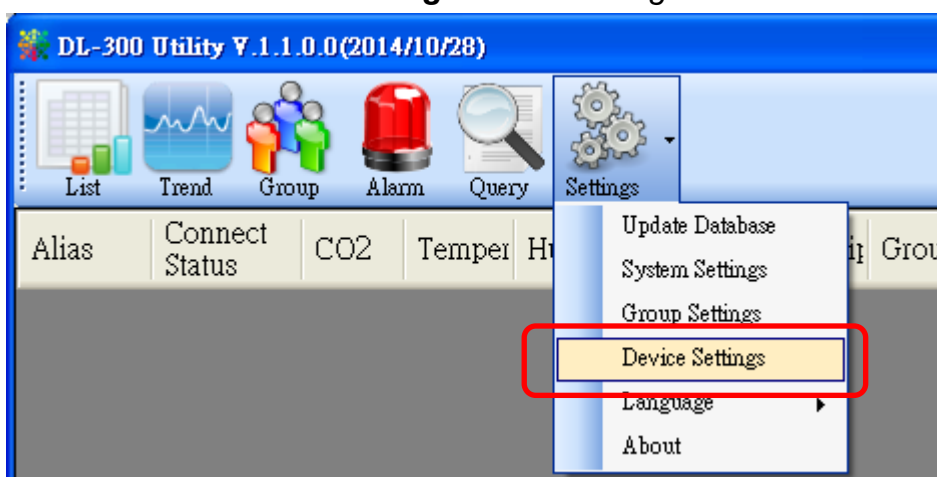 DL-300 Utility V.1.1.0.0(2014/10/28)
List Trend Group Alarm Query Settings
Alias Connect Status CO2
Update Database
System Settings
Group Settings
Device Settings
Language
About